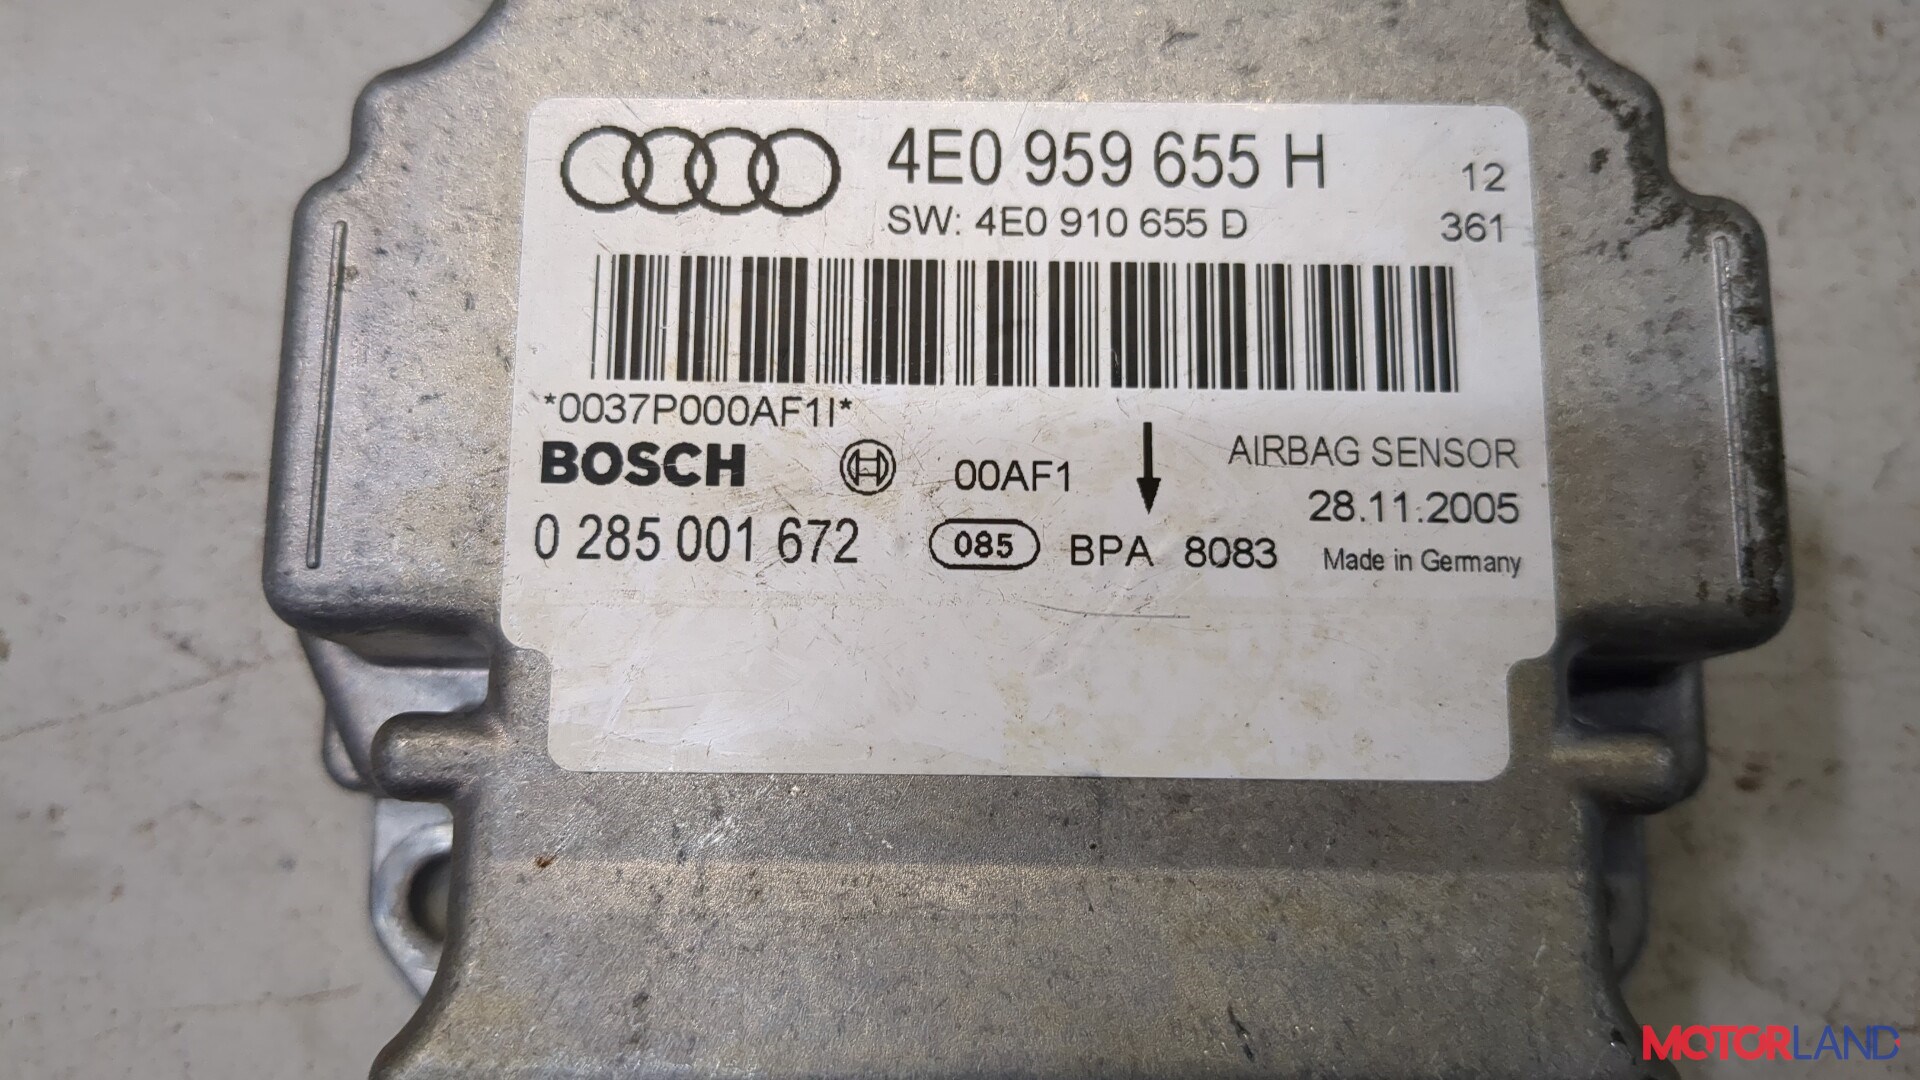 4E0 959 655 H
12
SW: 4E0 910 655 D
361
*0037P000AF1I*
BOSCH
00AF1
AIRBAG SENSOR
28.11.2005
0 285 001 672
085
BPA 8083
Made in Germany
MOTORLAND